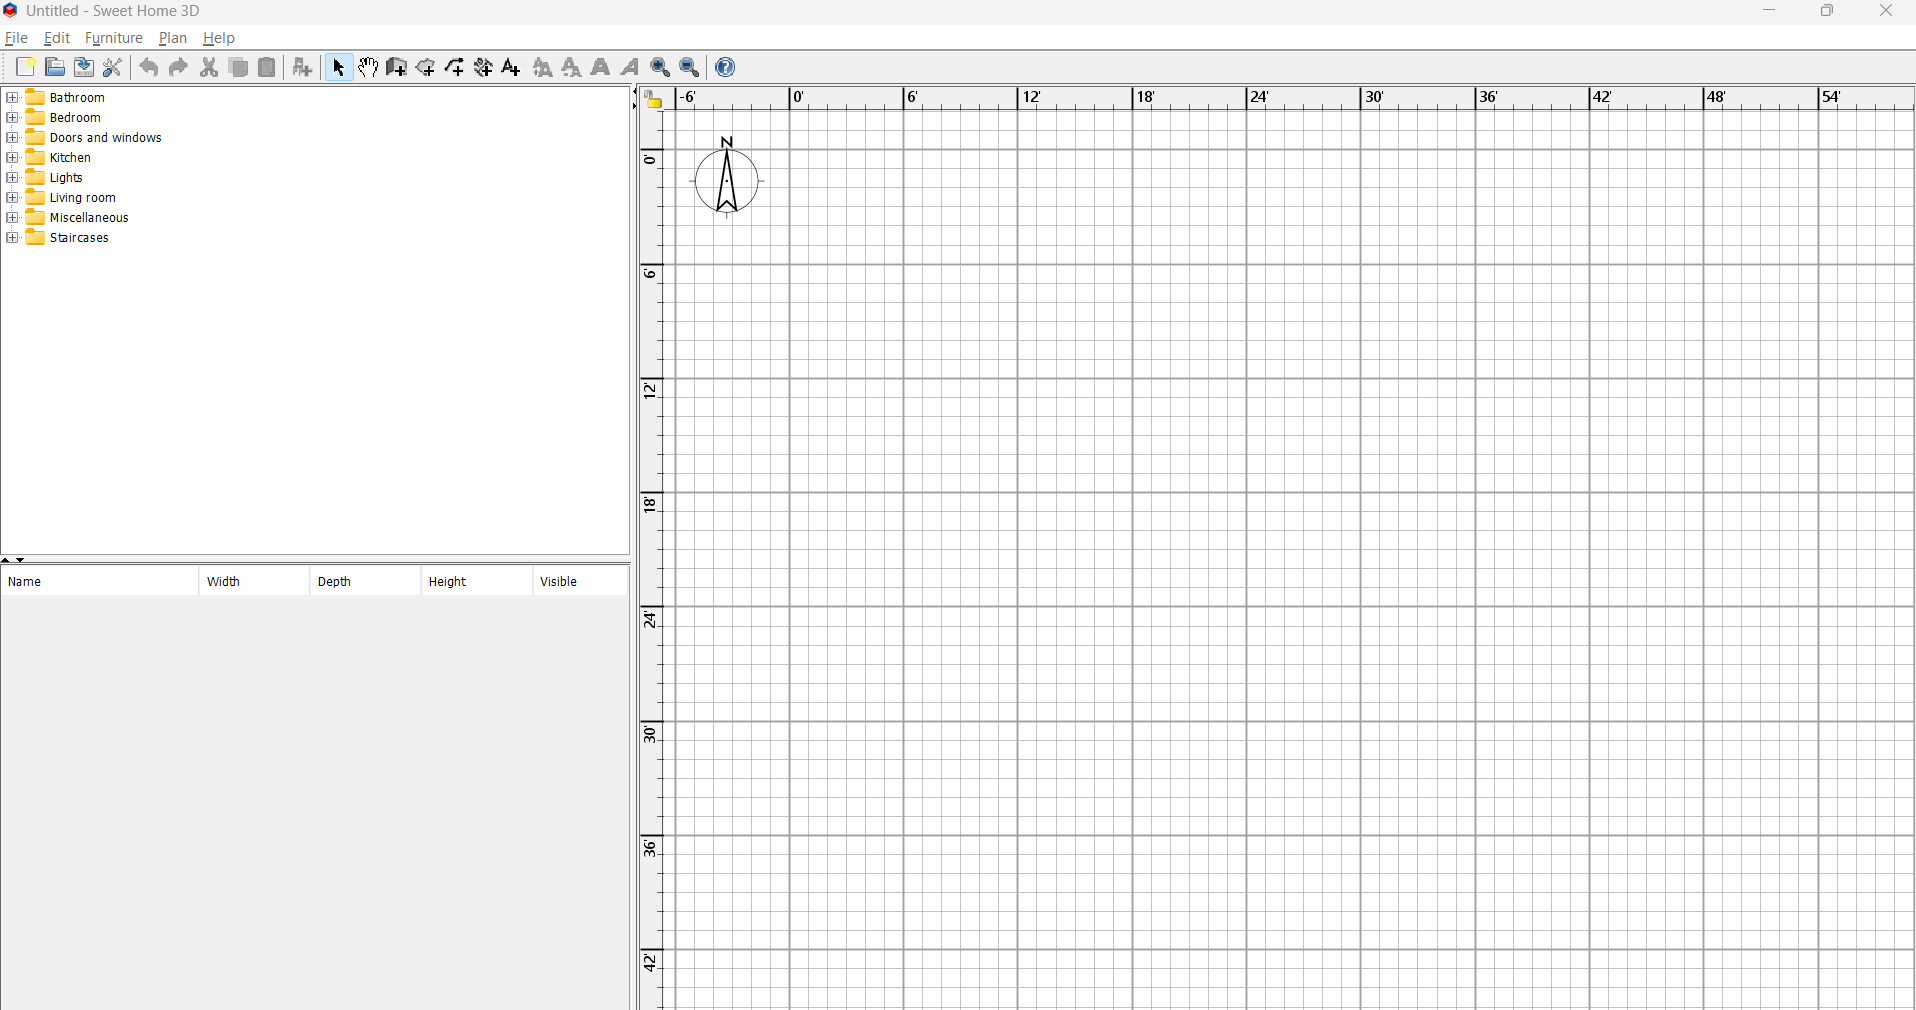 Untitled - Sweet Home 3D
File Edit Furniture Plan Help
Bathroom
Bedroom
Doors and windows
Kitchen
Lights
Living room
Miscellaneous
Staircases
Name Width Depth Height Visible
-6' 0' 6' 12' 18' 24' 30' 36' 42' 48' 54'
N
0'
6'
12'
18'
24'
30'
36'
42'